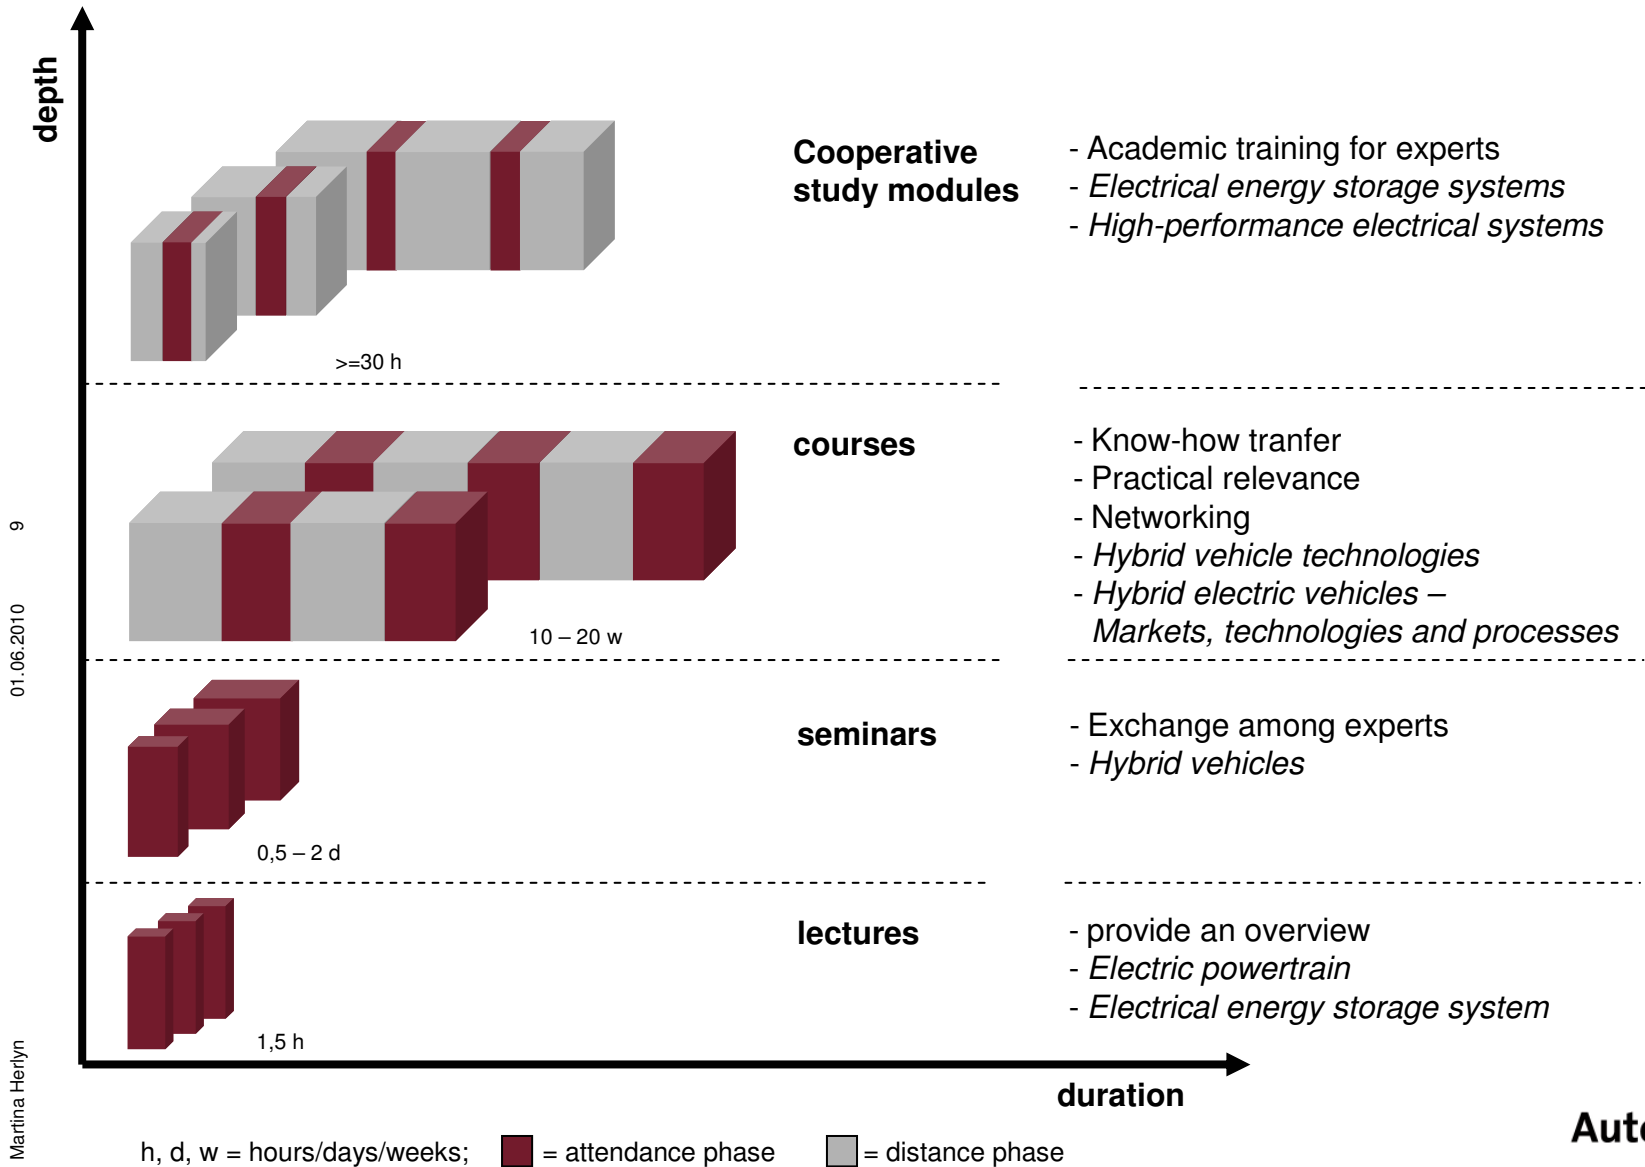 depth
Cooperative
study modules
- Academic training for experts
- Electrical energy storage systems
- High-performance electrical systems
>=30 h
courses
- Know-how tranfer
- Practical relevance
- Networking
- Hybrid vehicle technologies
- Hybrid electric vehicles –
Markets, technologies and processes
10 – 20 w
seminars
- Exchange among experts
- Hybrid vehicles
0,5 – 2 d
lectures
- provide an overview
- Electric powertrain
- Electrical energy storage system
1,5 h
duration
h, d, w = hours/days/weeks;
= attendance phase
= distance phase
Martina Herlyn 01.06.2010 9